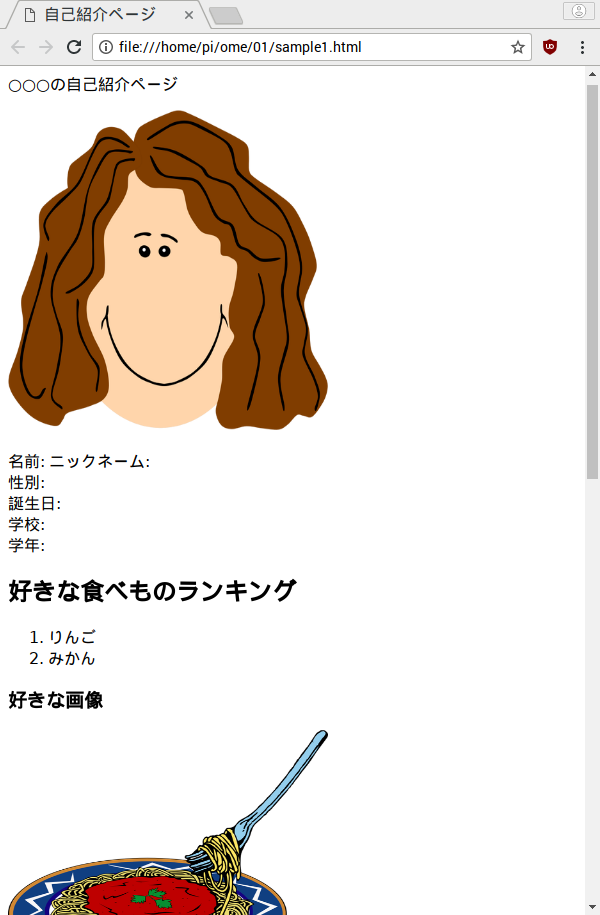 自己紹介ページ
file:///home/pi/ome/01/sample1.html
○○○の自己紹介ページ
名前: ニックネーム:
性別:
誕生日:
学校:
学年:
好きな食べものランキング
1. りんご
2. みかん
好きな画像